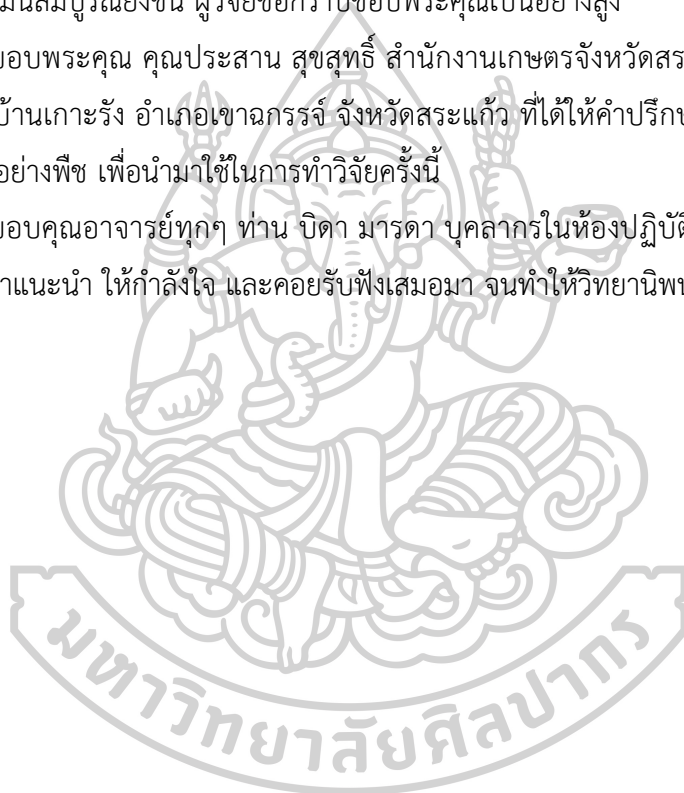 มีนสมบูรณ์ยิ่งขึ้น ผู้วิจัยขอกราบขอบพระคุณเป็นอย่างสูง
ขอบพระคุณ คุณประสาน สุขสุทธิ์ สำนักงานเกษตรจังหวัดสระ
บ้านเกาะรัง อำเภอเขาฉกรรจ์ จังหวัดสระแก้ว ที่ได้ให้คำปรึกษ
อย่างพืช เพื่อนำมาใช้ในการทำวิจัยครั้งนี้
ขอบคุณอาจารย์ทุกๆ ท่าน บิดา มารดา บุคลากรในห้องปฏิบัติ
ำแนะนำ ให้กำลังใจ และคอยรับฟังเสมอมา จนทำให้วิทยานิพน
มหาวิทยาลัยศิลปากร